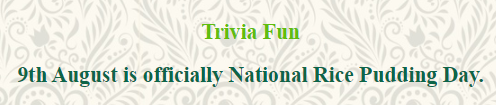 Trivia Fun
9th August is officially National Rice Pudding Day.